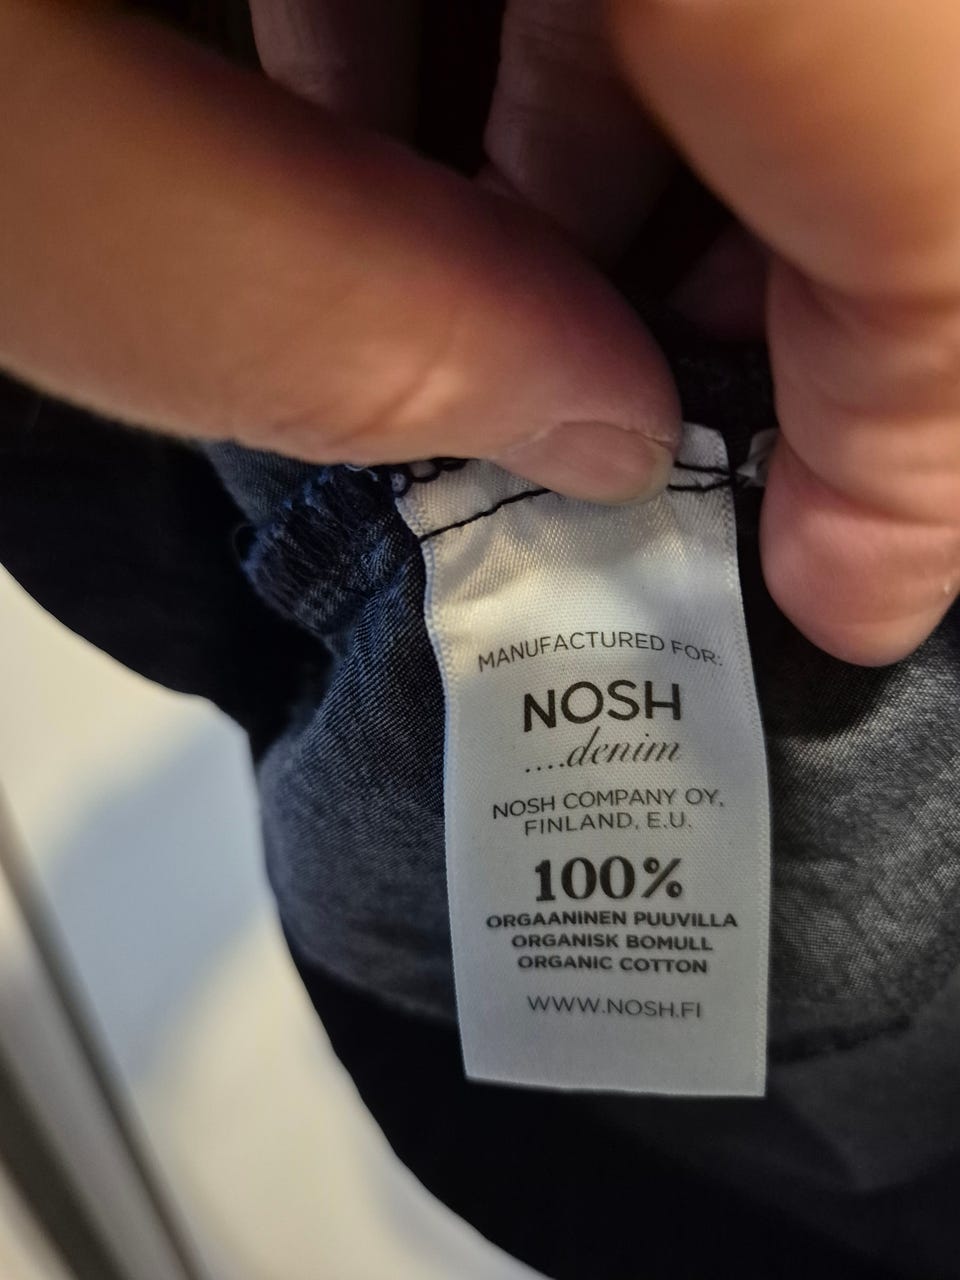 MANUFACTURED FOR:
NOSH
....denim
NOSH COMPANY OY,
FINLAND, E.U.
100%
ORGAANINEN PUUVILLA
ORGANISK BOMULL
ORGANIC COTTON
WWW.NOSH.FI